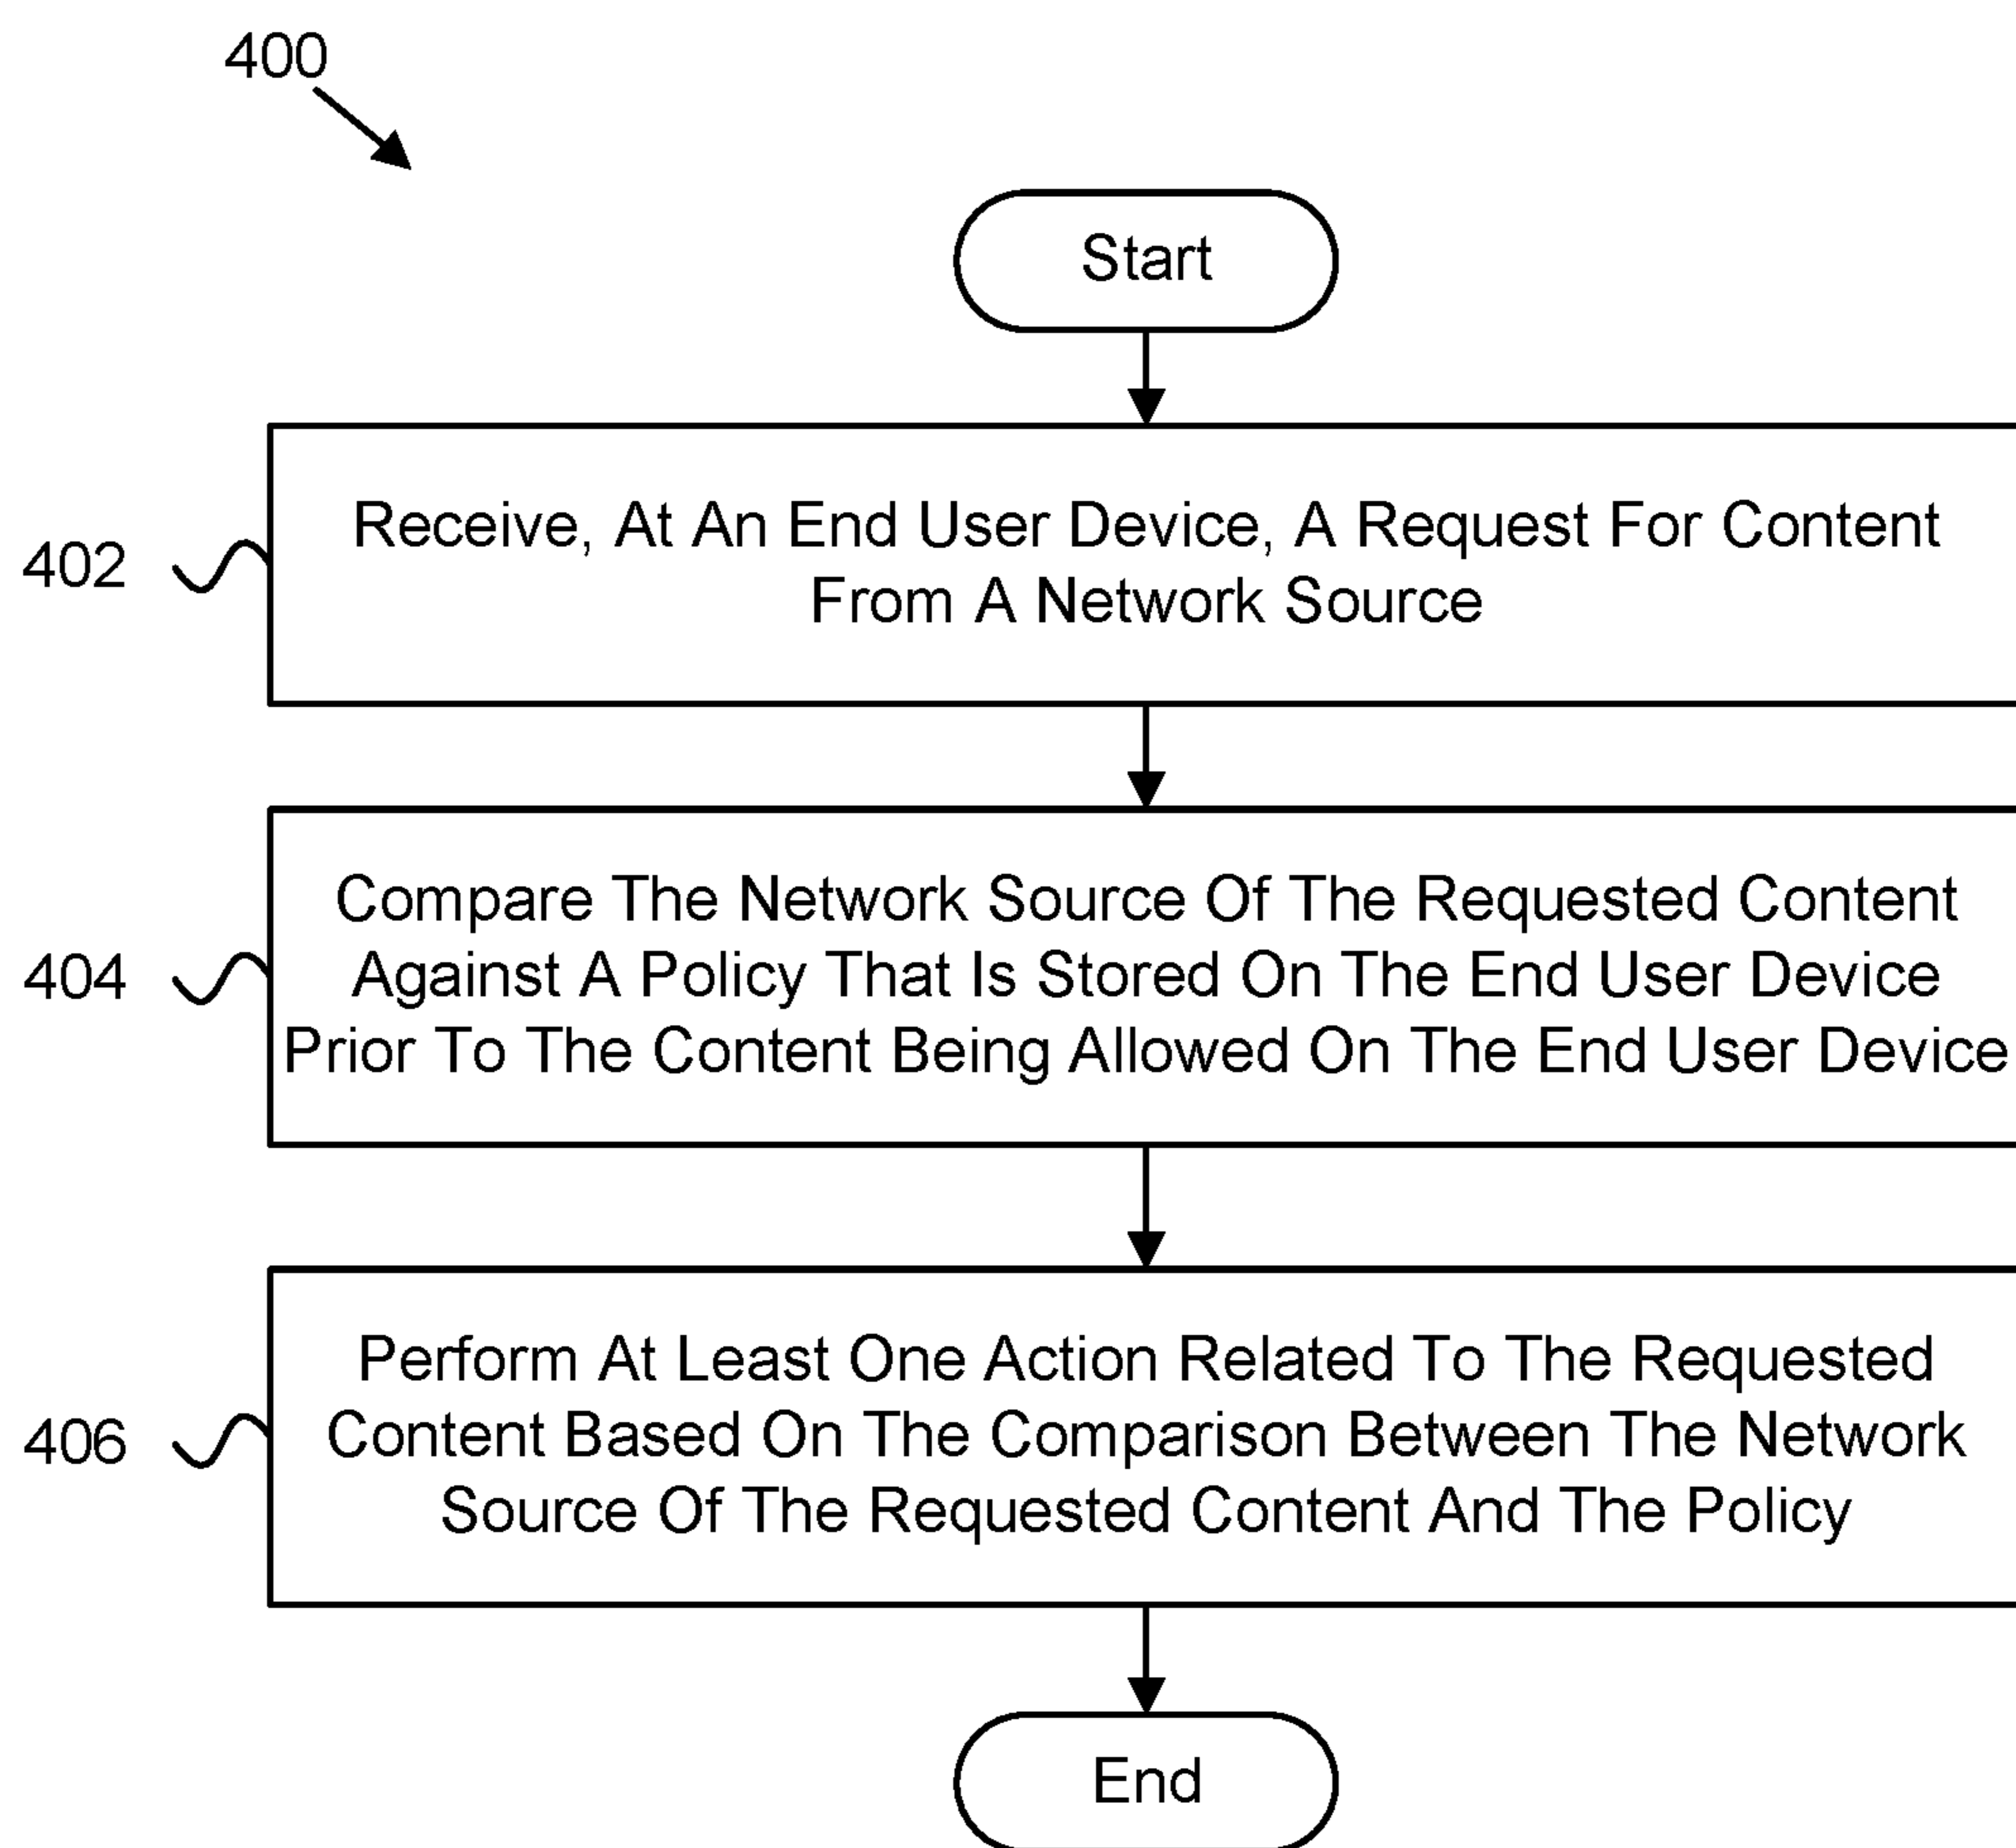 400
Start
402
Receive, At An End User Device, A Request For Content
From A Network Source
404
Compare The Network Source Of The Requested Content
Against A Policy That Is Stored On The End User Device
Prior To The Content Being Allowed On The End User Device
406
Perform At Least One Action Related To The Requested
Content Based On The Comparison Between The Network
Source Of The Requested Content And The Policy
End